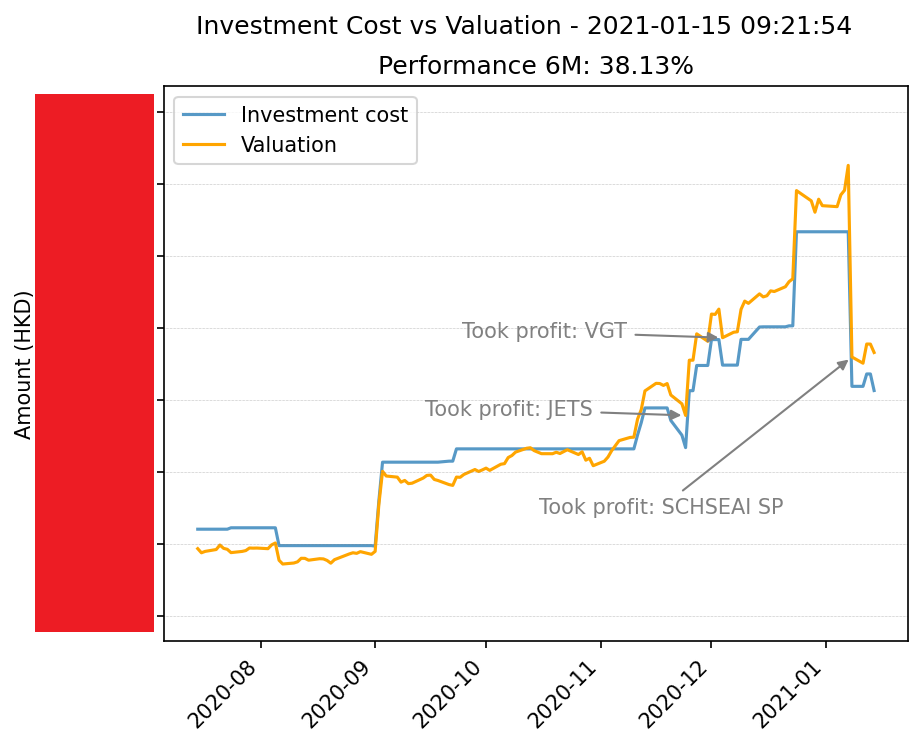 Investment Cost vs Valuation - 2021-01-15 09:21:54
Performance 6M: 38.13%
Investment cost
Valuation
Amount (HKD)
Took profit: VGT
Took profit: JETS
Took profit: SCHSEAI SP
2020-08
2020-09
2020-10
2020-11
2020-12
2021-01